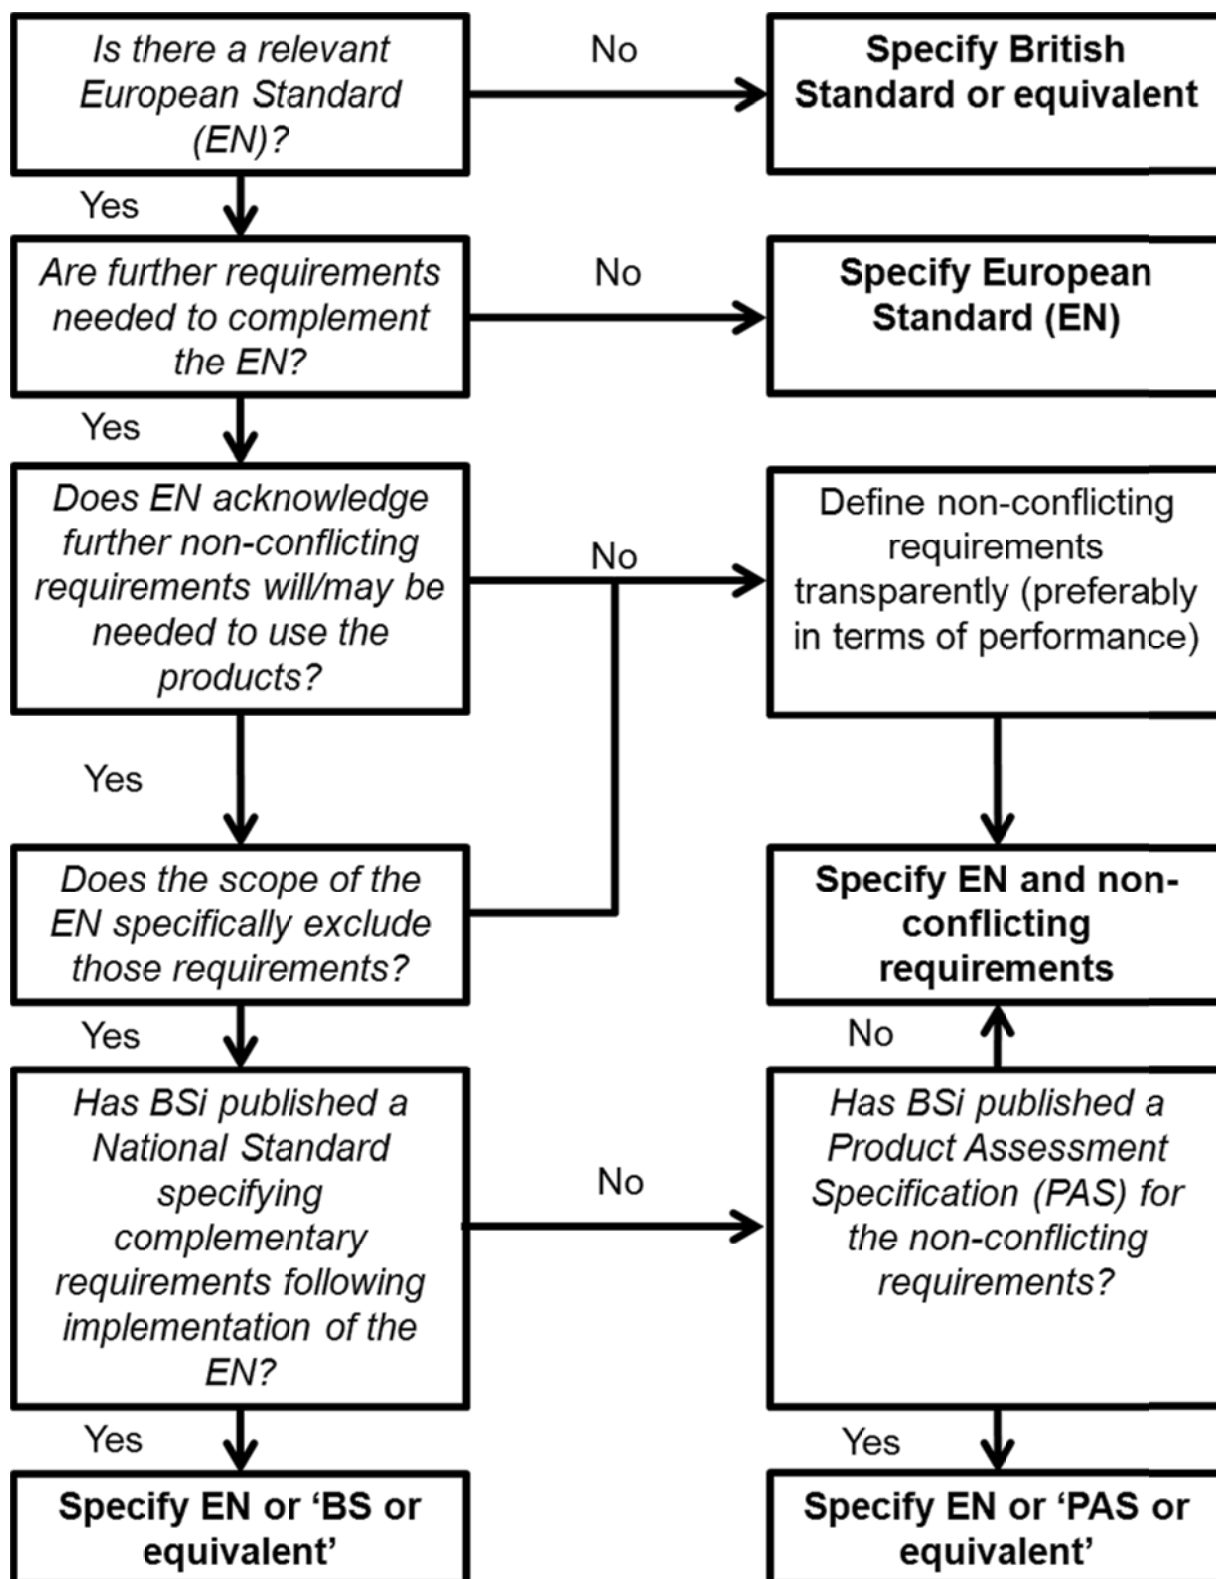 Is there a relevant
European Standard
(EN)?
No
Specify British
Standard or equivalent
Yes
Are further requirements
needed to complement
the EN?
No
Specify European
Standard (EN)
Yes
Does EN acknowledge
further non-conflicting
requirements will/may be
needed to use the
products?
No
Define non-conflicting
requirements
transparently (preferably
in terms of performance)
Yes
Does the scope of the
EN specifically exclude
those requirements?
Specify EN and non-
conflicting
requirements
Yes
No
Has BSi published a
National Standard
specifying
complementary
requirements following
implementation of the
EN?
No
Has BSi published a
Product Assessment
Specification (PAS) for
the non-conflicting
requirements?
Yes
Yes
Specify EN or ‘BS or
equivalent’
Specify EN or ‘PAS or
equivalent’